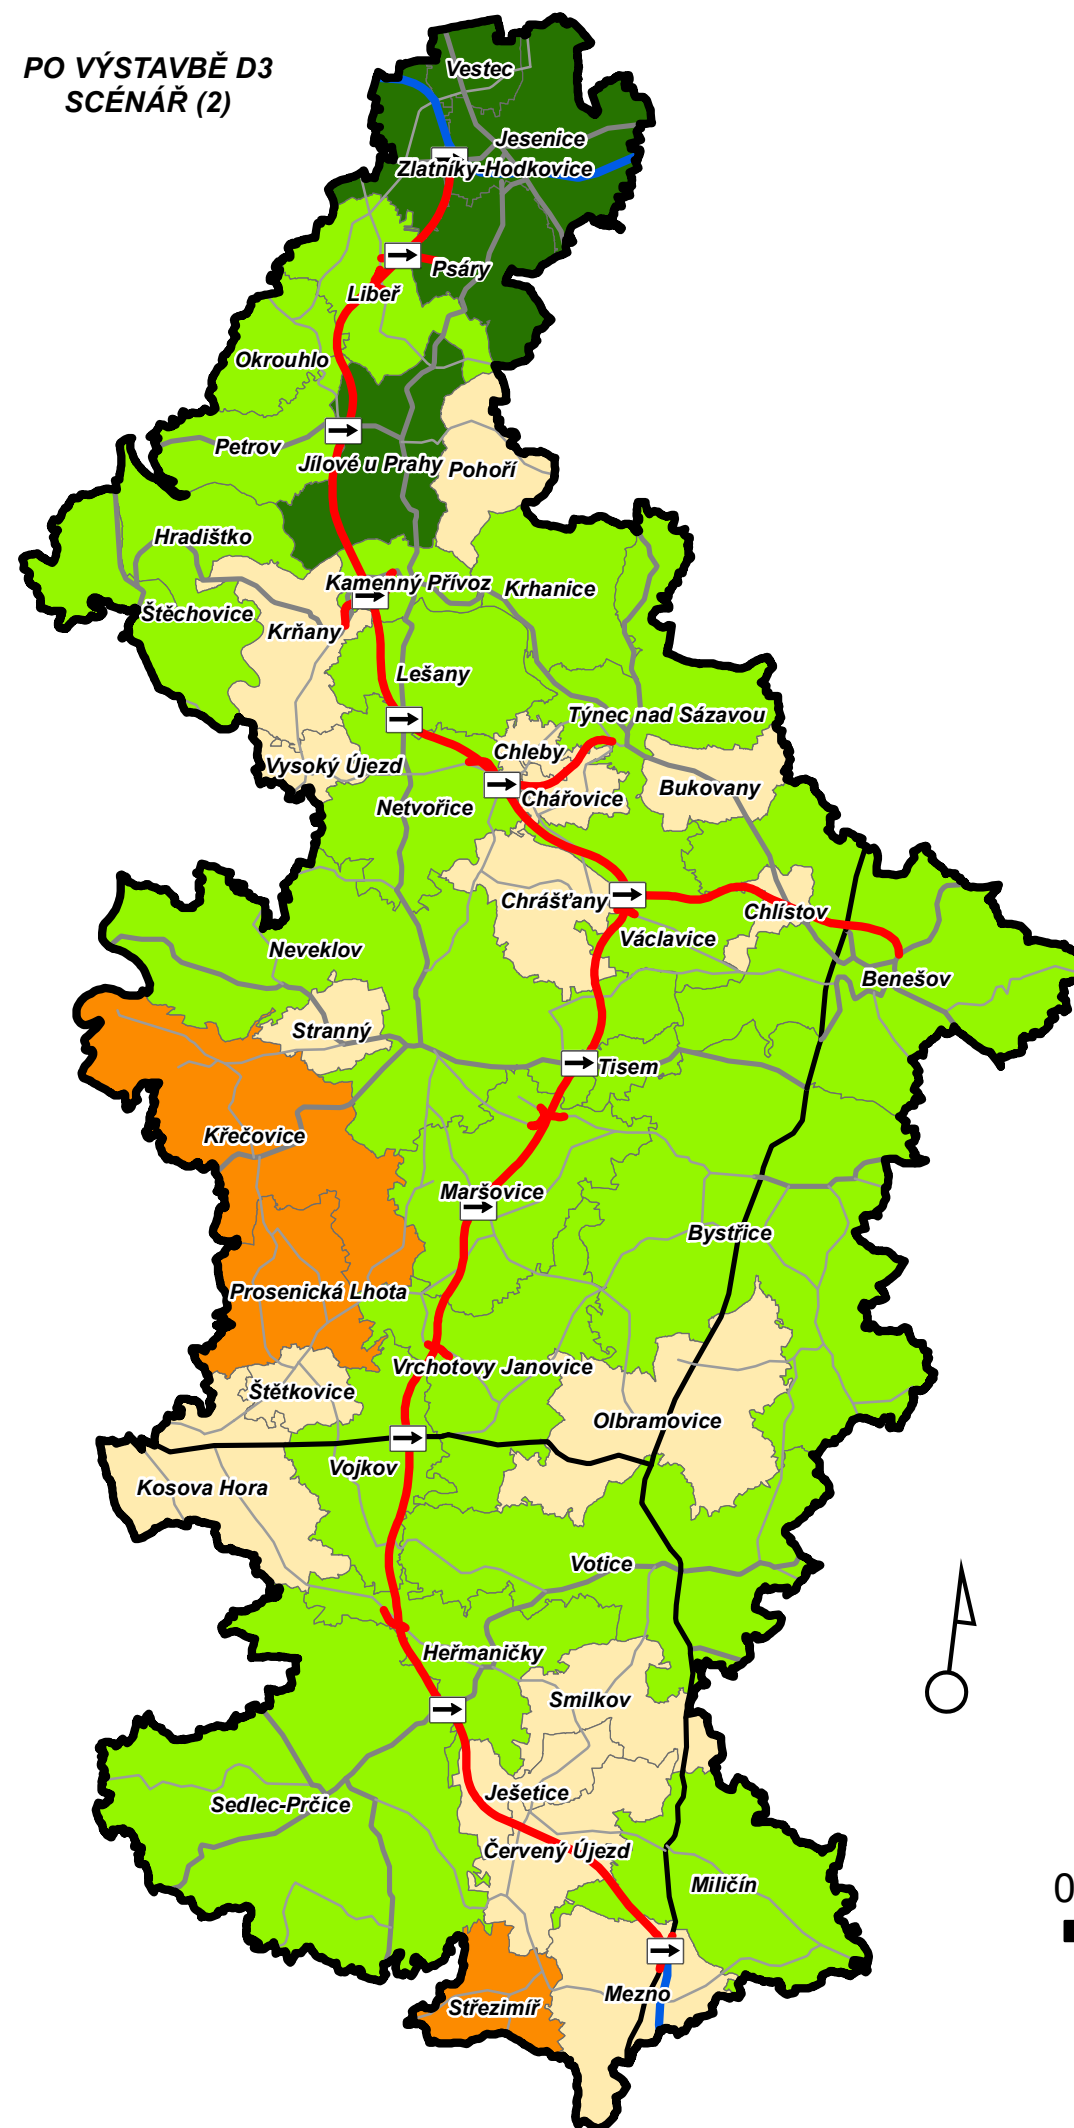 PO VÝSTAVBĚ D3
SCÉNÁŘ (2)
Vestec
Jesenice
Zlatníky-Hodkovice
Psáry
Libeř
Okrouhlo
Petrov
Jílové u Prahy
Pohoří
Hradištko
Kamenný Přívoz
Krhanice
Štěchovice
Krňany
Lešany
Týnec nad Sázavou
Chleby
Vysoký Újezd
Bukovany
Chářovice
Netvořice
Chrášťany
Chlístov
Václavice
Neveklov
Benešov
Stranný
Tisem
Křečovice
Maršovice
Bystřice
Prosenická Lhota
Vrchotovy Janovice
Štětkovice
Olbramovice
Vojkov
Kosova Hora
Votice
Heřmaničky
Smilkov
Ješetice
Sedlec-Prčice
Červený Újezd
Miličín
0
Mezno
Střezimíř